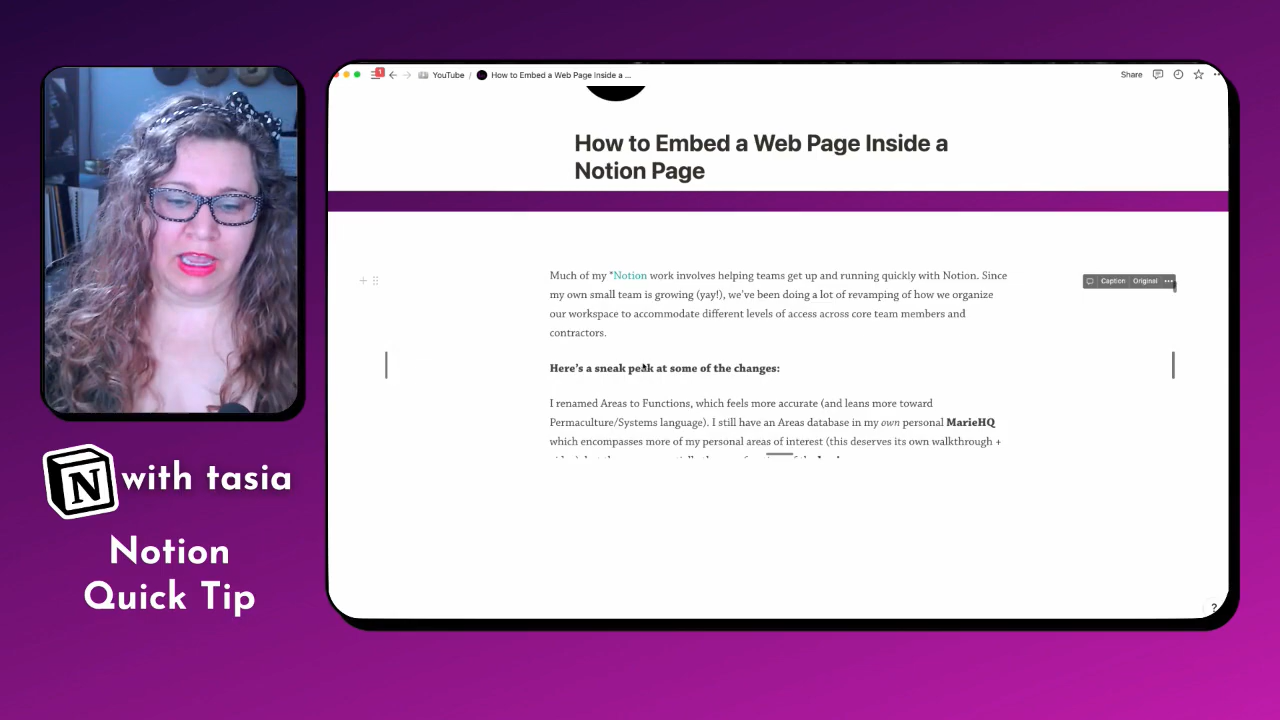 1
YouTube / How to Embed a Web Page Inside a ...
Share
How to Embed a Web Page Inside a
Notion Page
Much of my *Notion work involves helping teams get up and running quickly with Notion. Since
my own small team is growing (yay!), we've been doing a lot of revamping of how we organize
our workspace to accommodate different levels of access across core team members and
contractors.
Caption Original
Here's a sneak peak at some of the changes:
I renamed Areas to Functions, which feels more accurate (and leans more toward
Permaculture/Systems language). I still have an Areas database in my own personal MarieHQ
which encompasses more of my personal areas of interest (this deserves its own walkthrough +
?
N with tasia
Notion
Quick Tip